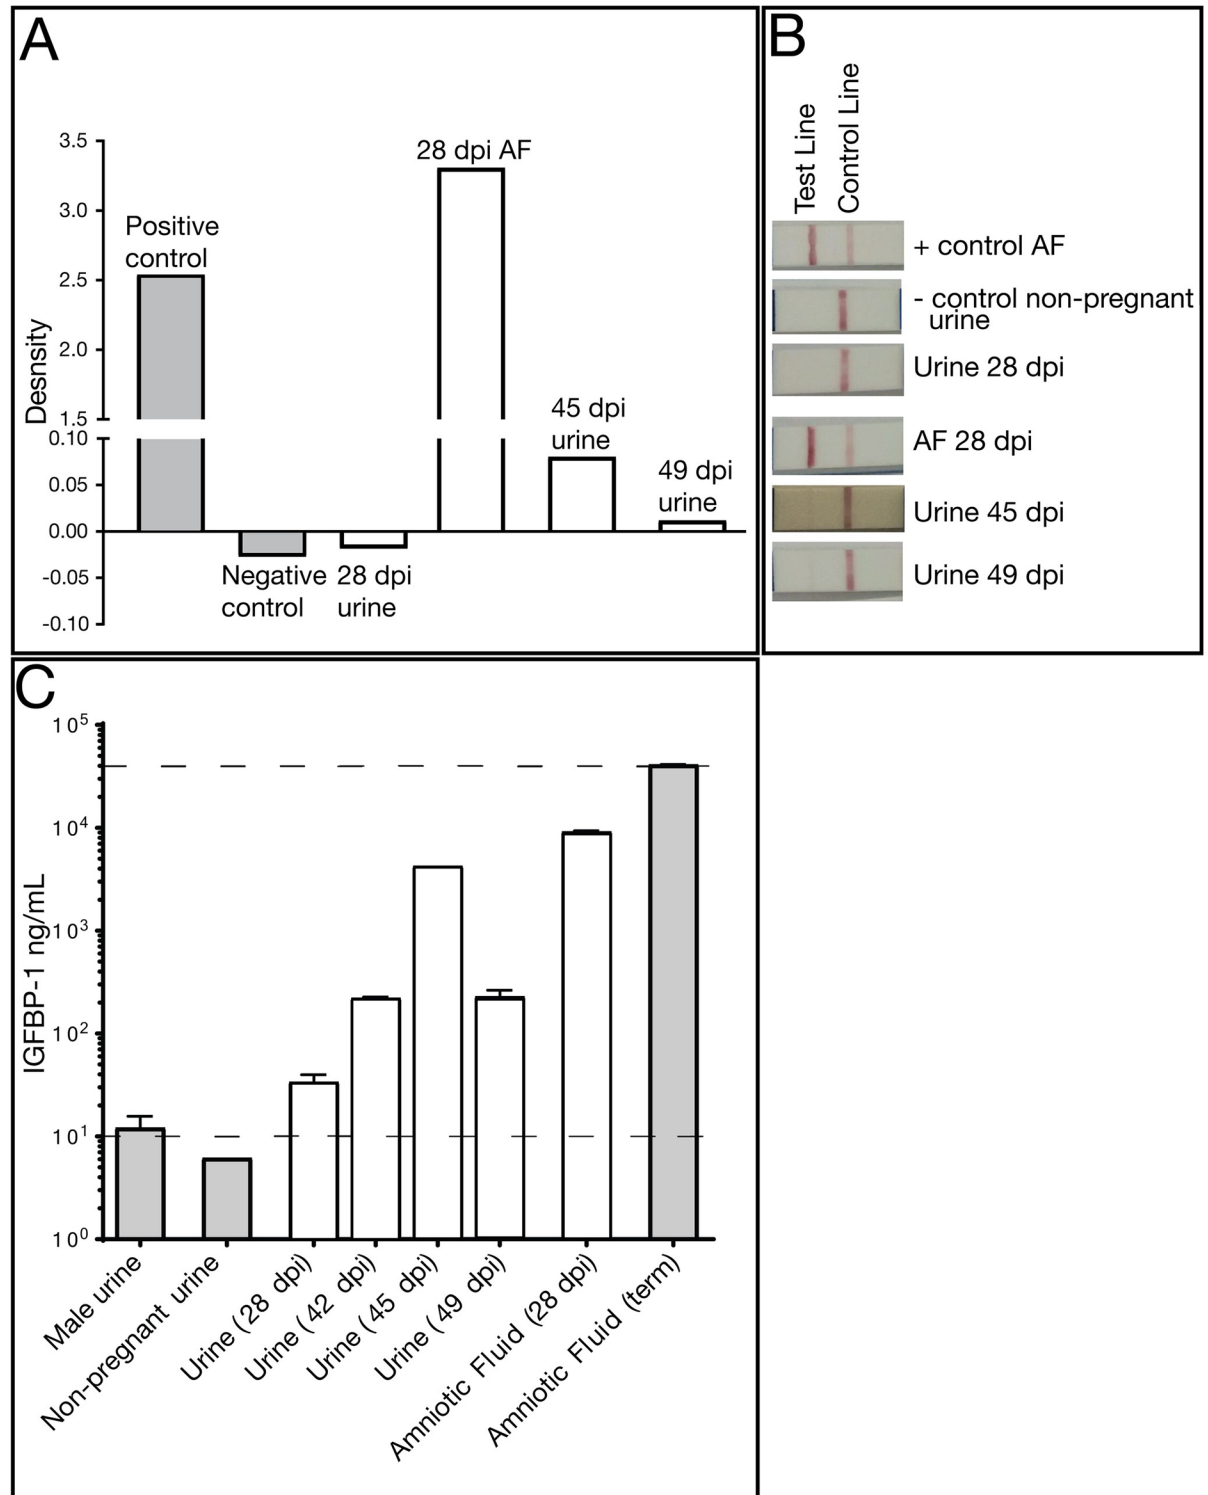 A
Desnsity
3.5
3.0
2.5
2.0
1.5
0.10
0.05
0.00
-0.05
-0.10
Positive
control
Negative
control
28 dpi
urine
28 dpi AF
45 dpi
urine
49 dpi
urine
B
Test Line
Control Line
+ control AF
- control non-pregnant
urine
Urine 28 dpi
AF 28 dpi
Urine 45 dpi
Urine 49 dpi
C
IGFBP-1 ng/mL
10⁵
10⁴
10³
10²
10¹
10⁰
Male urine
Non-pregnant urine
Urine (28 dpi)
Urine (42 dpi)
Urine (45 dpi)
Urine (49 dpi)
Amniotic Fluid (28 dpi)
Amniotic Fluid (term)